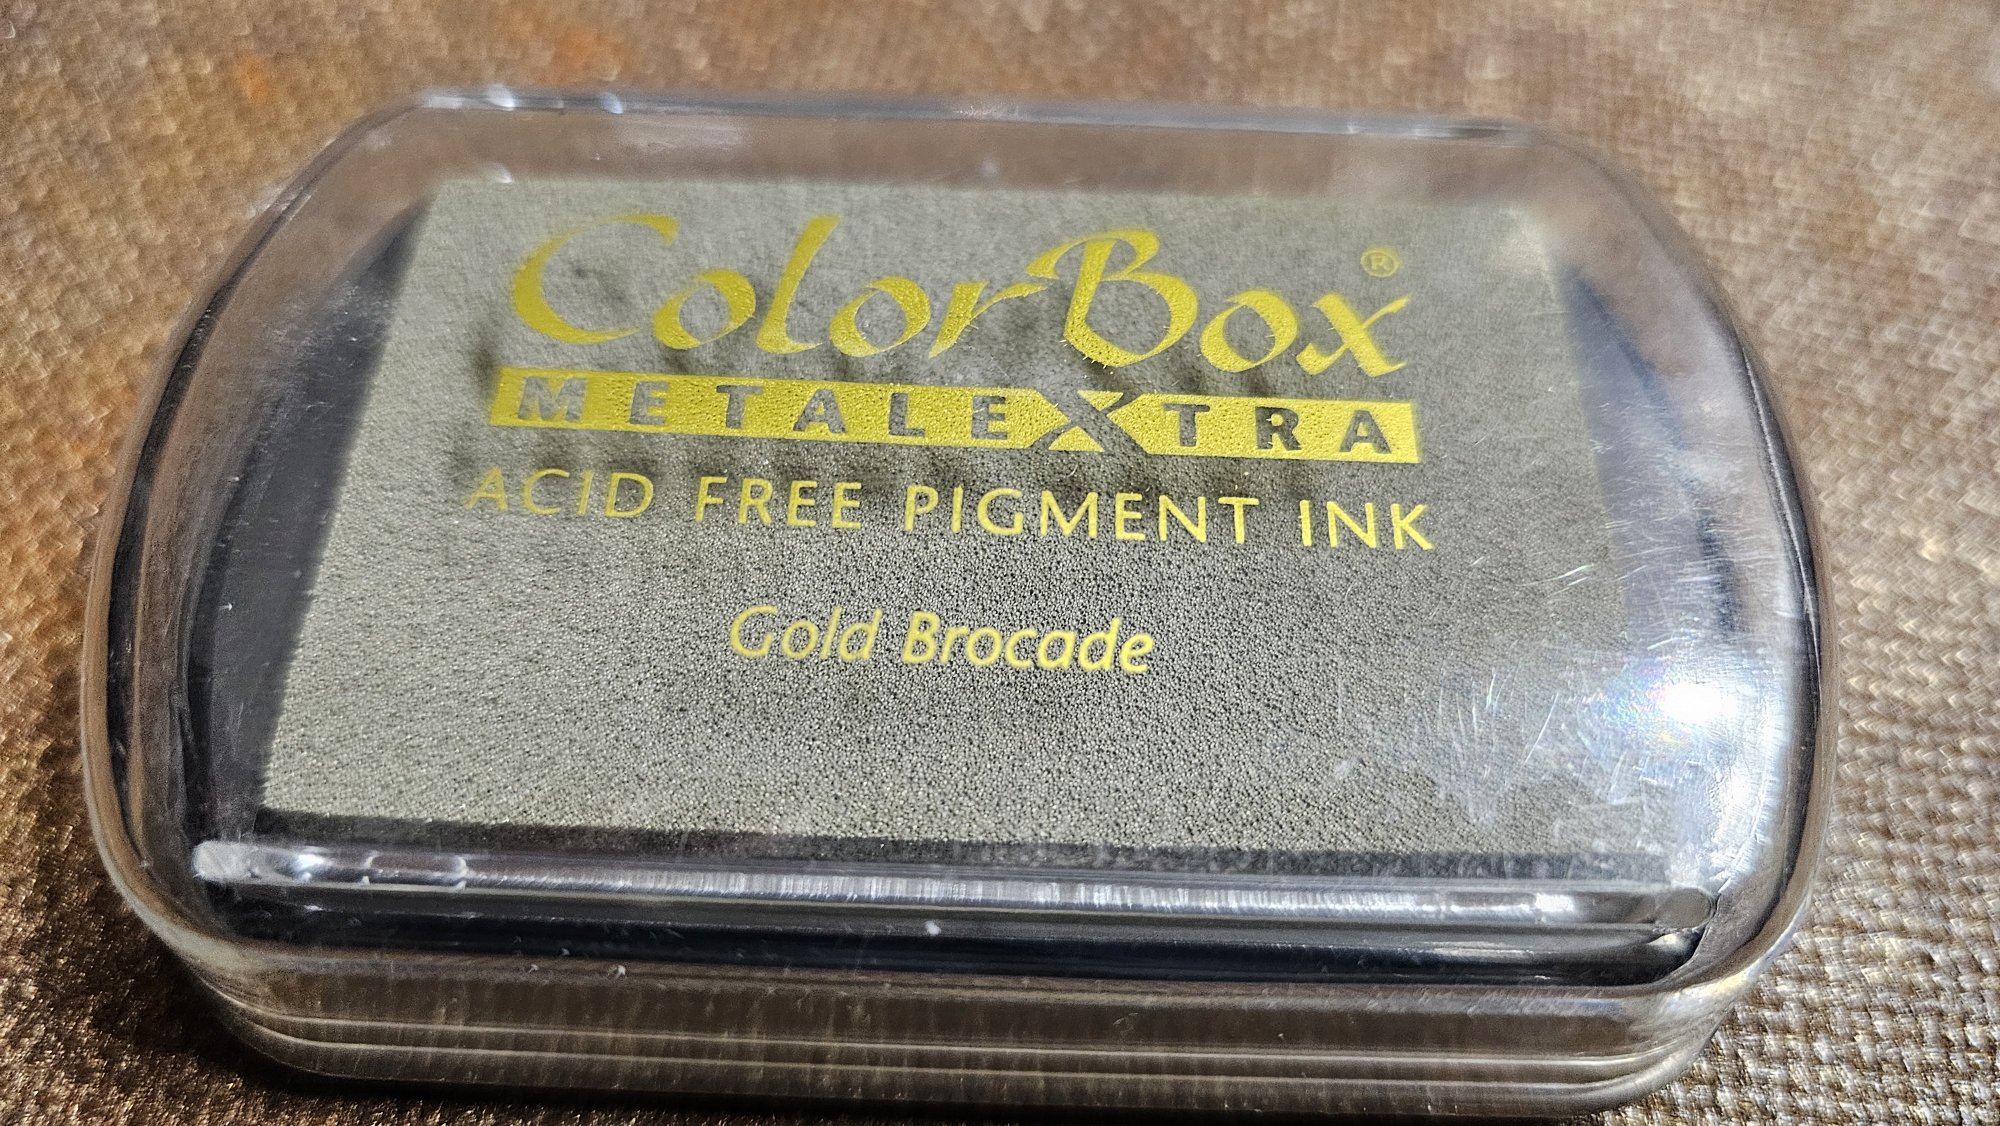 ColorBox®
METALEXTRA
ACID FREE PIGMENT INK
Gold Brocade